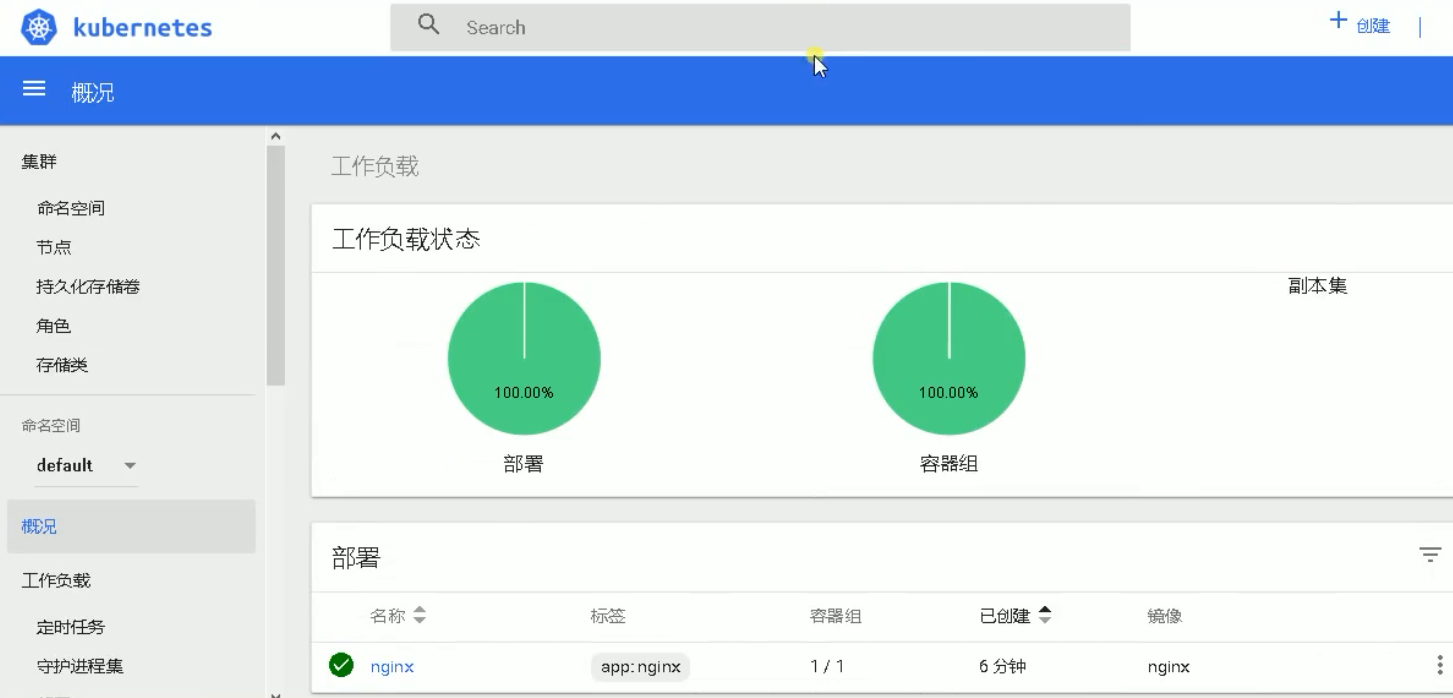 kubernetes
Search
创建
概况
集群
命名空间
节点
持久化存储卷
角色
存储类
命名空间
default
概况
工作负载
定时任务
守护进程集
工作负载
工作负载状态
100.00%
部署
100.00%
容器组
副本集
部署
名称 标签 容器组 已创建 镜像
nginx app:nginx 1 / 1 6 分钟 nginx